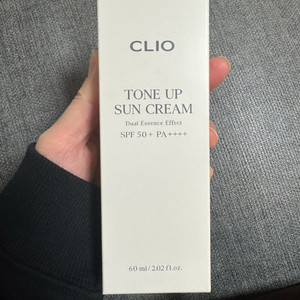 CLIO
TONE UP
SUN CREAM
Dual Essence Effect
SPF 50+ PA++++
60 ml / 2.02 fl.oz.